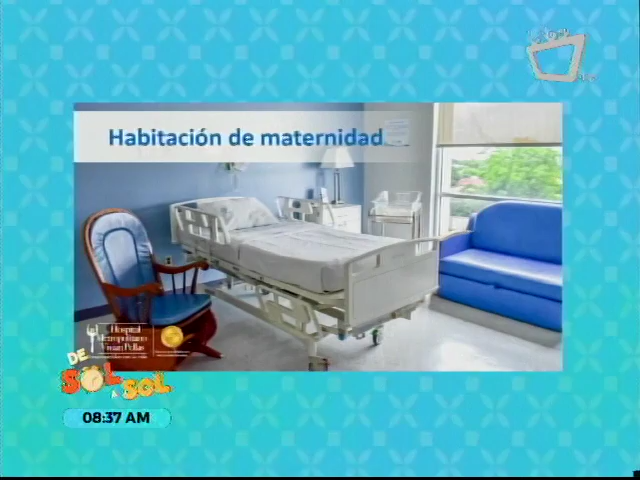 Habitación de maternidad
Hospital
Metropolitano
Vivian Pellas
DE
SOL
A
SOL
08:37 AM